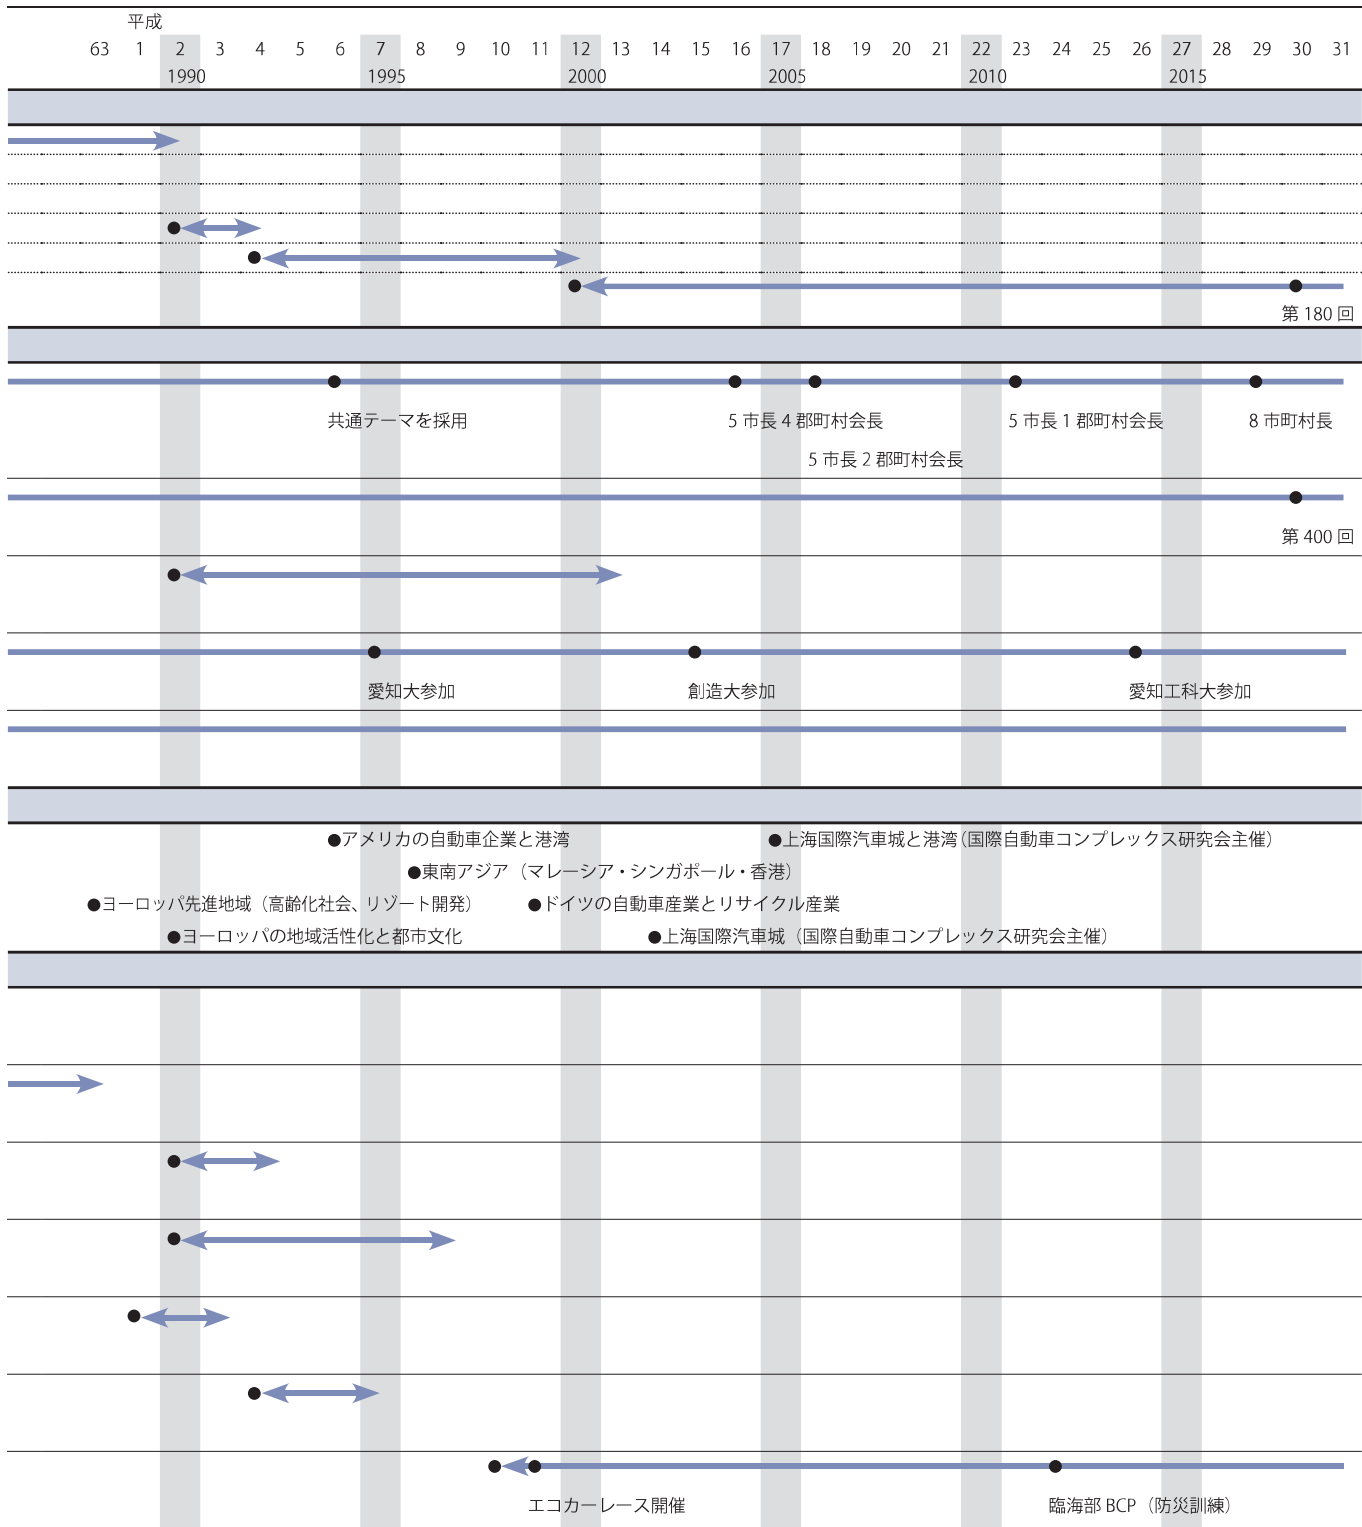 平成
63 1 2 3 4 5 6 7 8 9 10 11 12 13 14 15 16 17 18 19 20 21 22 23 24 25 26 27 28 29 30 31
1990 1995 2000 2005 2010 2015
第 180 回
共通テーマを採用 5 市長 4 郡町村会長 5 市長 1 郡町村会長 8 市町村長
5 市長 2 郡町村会長
第 400 回
愛知大参加 創造大参加 愛知工科大参加
●アメリカの自動車企業と港湾 ●上海国際汽車城と港湾（国際自動車コンプレックス研究会主催）
●東南アジア（マレーシア・シンガポール・香港）
●ヨーロッパ先進地域（高齢化社会、リゾート開発） ●ドイツの自動車産業とリサイクル産業
●ヨーロッパの地域活性化と都市文化 ●上海国際汽車城（国際自動車コンプレックス研究会主催）
エコカーレース開催 臨海部 BCP（防災訓練）